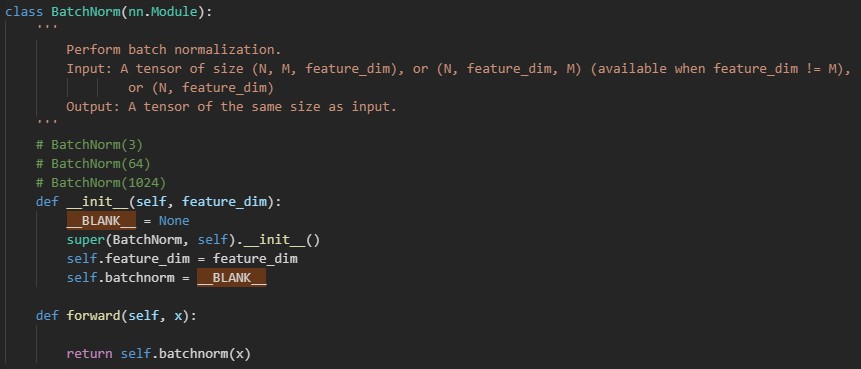 class BatchNorm(nn.Module):
'''
Perform batch normalization.
Input: A tensor of size (N, M, feature_dim), or (N, feature_dim, M) (available when feature_dim != M),
or (N, feature_dim)
Output: A tensor of the same size as input.
'''
# BatchNorm(3)
# BatchNorm(64)
# BatchNorm(1024)
def __init__(self, feature_dim):
__BLANK__ = None
super(BatchNorm, self).__init__()
self.feature_dim = feature_dim
self.batchnorm = __BLANK__
def forward(self, x):
return self.batchnorm(x)